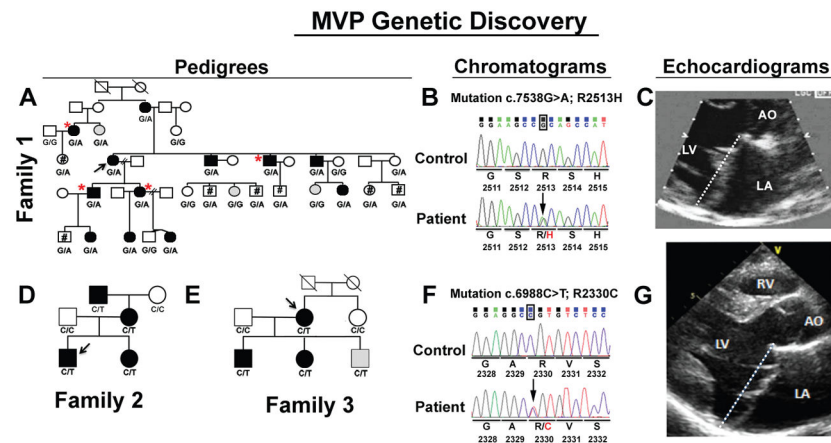 MVP Genetic Discovery
Pedigrees
Chromatograms
Echocardiograms
A
Family 1
G/A
G/G G/A G/A
G/G
# G/A
G/A G/A G/A G/A
G/A G/A
G/A # G/A G/G # G/A # G/A G/G G/A # G/A # G/A
# G/A G/A G/G G/A
B
Mutation c.7538G>A; R2513H
G G A A G C C G C A G C C A T
Control
G S R S H
2511 2512 2513 2514 2515
Patient
G S R/H S H
2511 2512 2513 2514 2515
C
AO
LV
LA
D
C/T C/C
C/C C/T
C/T C/T
Family 2
E
C/C C/T C/C
C/T C/T C/T
Family 3
F
Mutation c.6988C>T; R2330C
G G A G G C C G T G T C T C C
Control
G A R V S
2328 2329 2330 2331 2332
Patient
G A R/C V S
2328 2329 2330 2331 2332
G
V
5
RV
AO
LV
LA